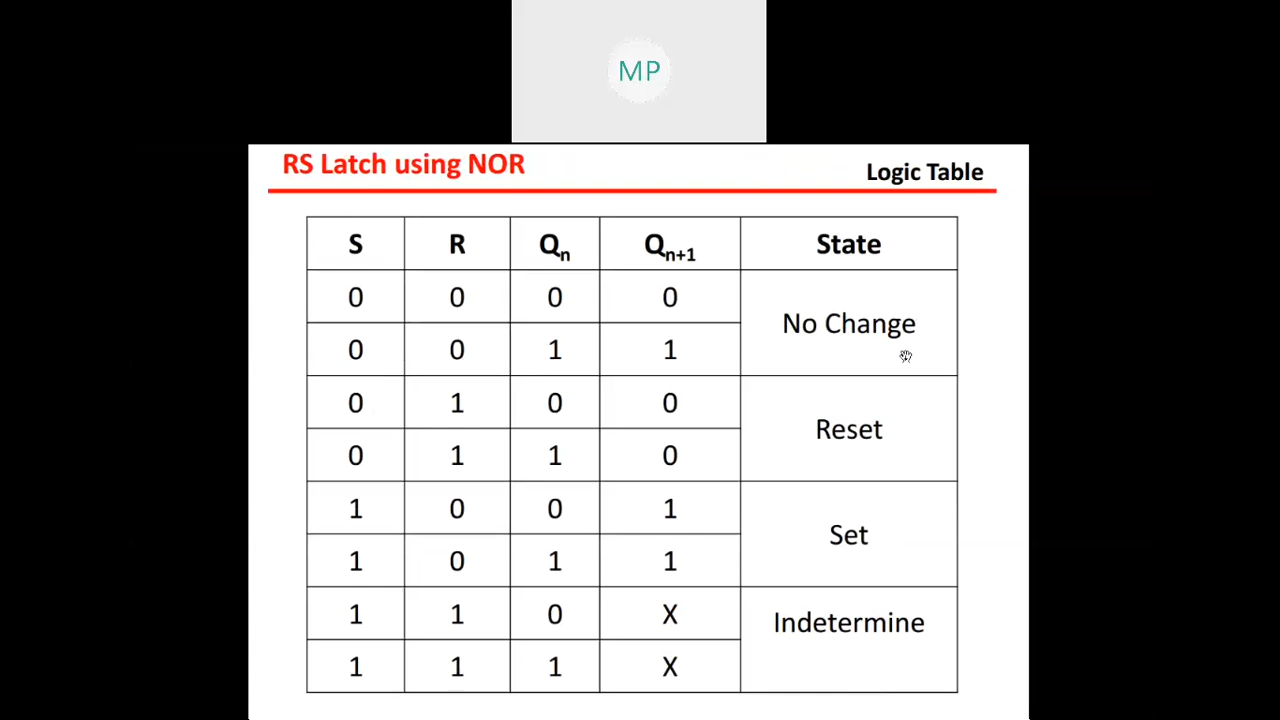 MP
RS Latch using NOR
Logic Table
S R Qn Qn+1 State
0 0 0 0 No Change
0 0 1 1
0 1 0 0 Reset
0 1 1 0
1 0 0 1 Set
1 0 1 1
1 1 0 X Indetermine
1 1 1 X